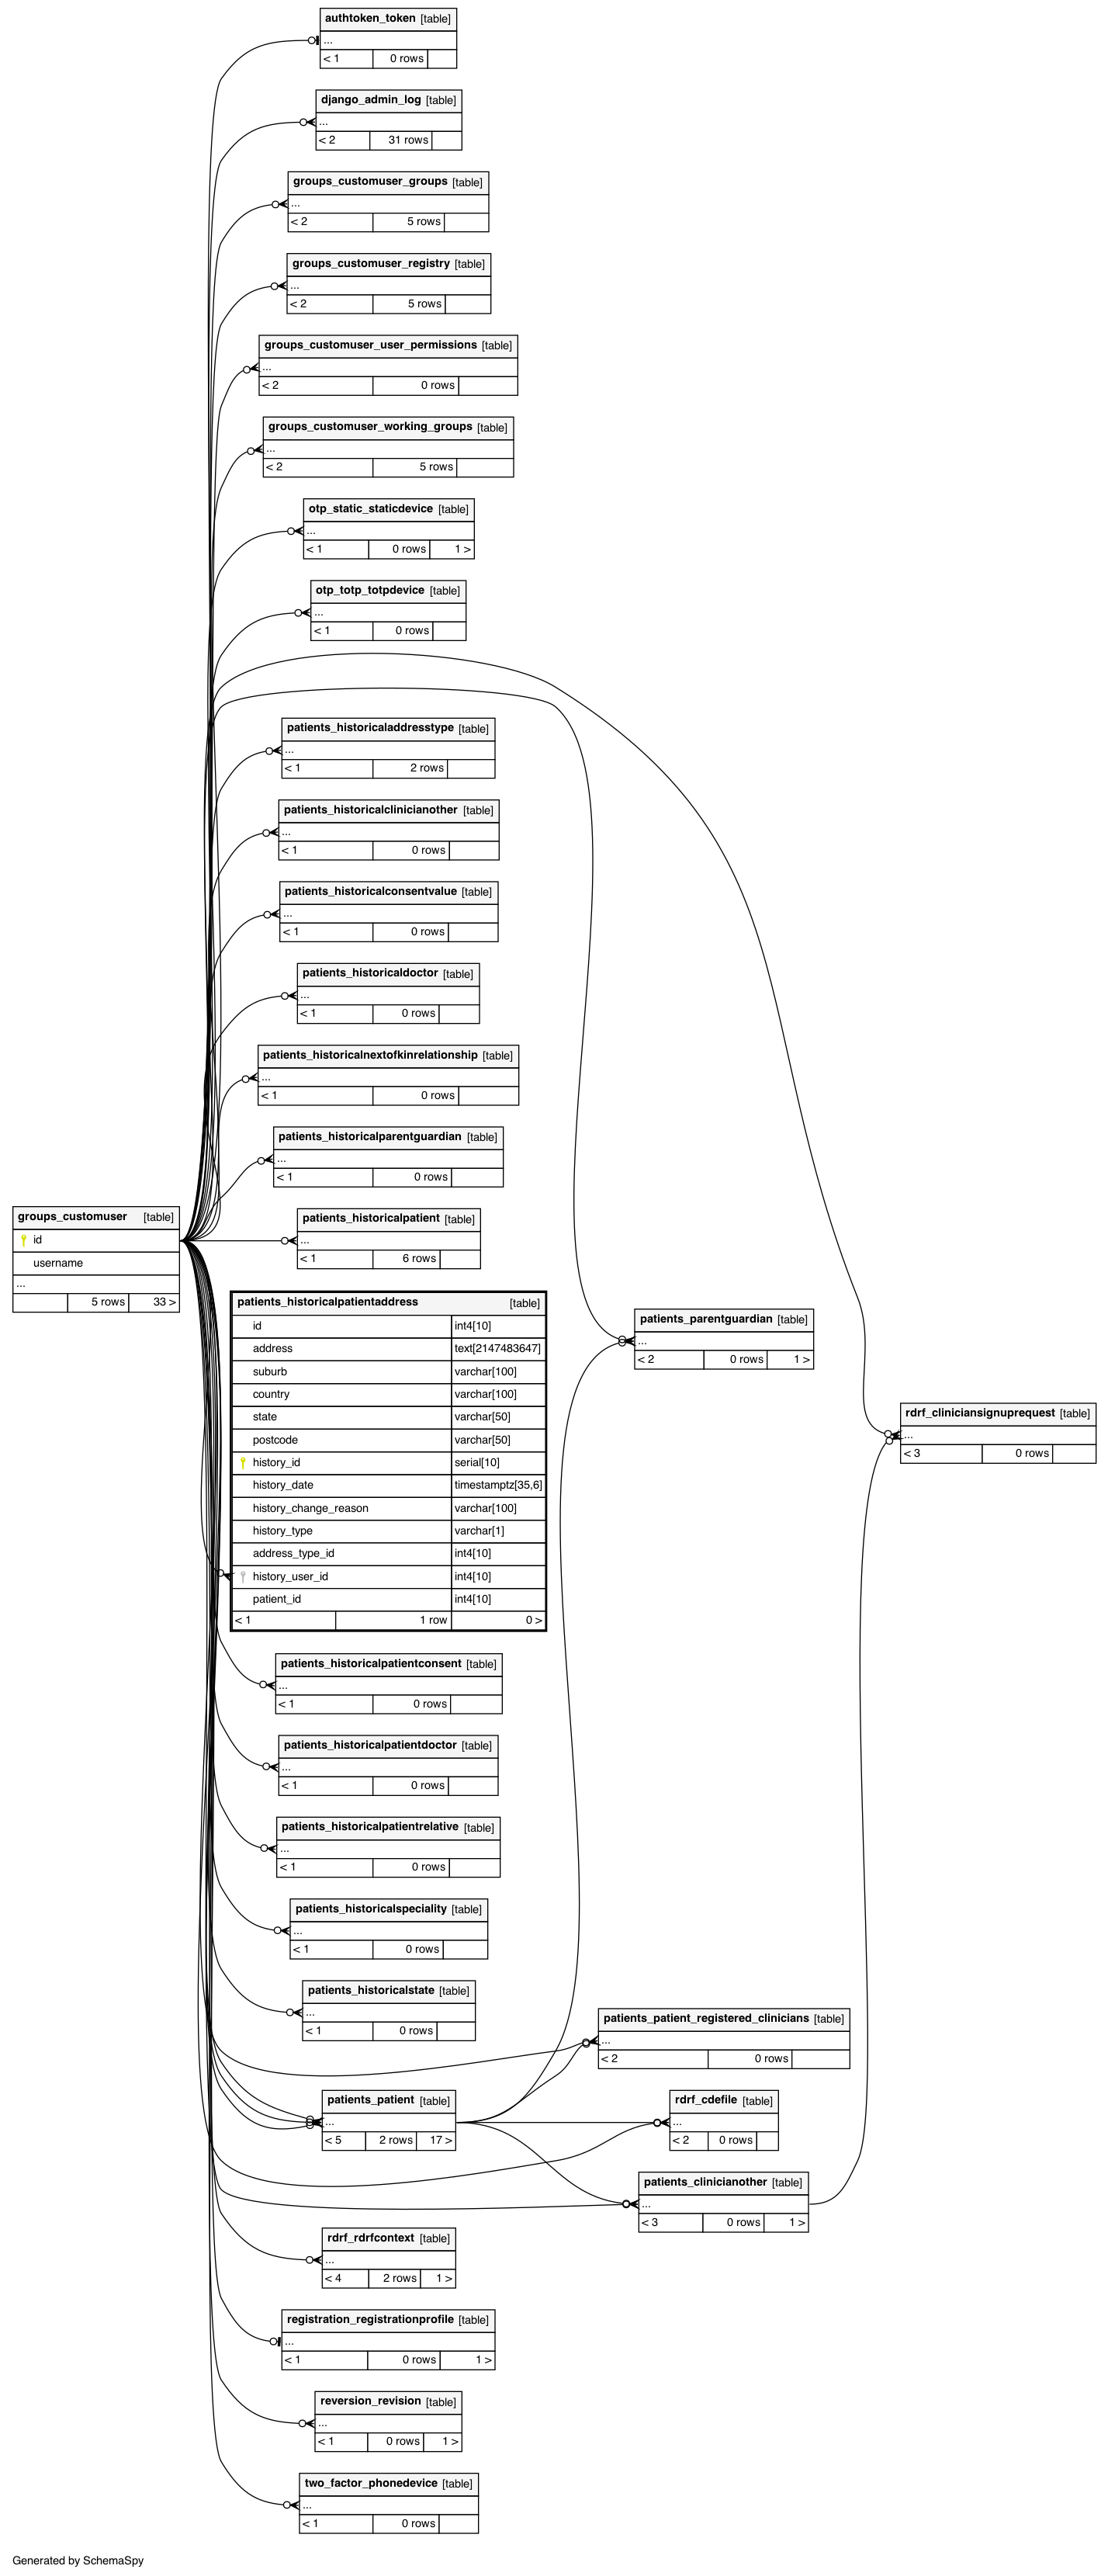 authtoken_token [table]
...
< 1 0 rows
django_admin_log [table]
...
< 2 31 rows
groups_customuser_groups [table]
...
< 2 5 rows
groups_customuser_registry [table]
...
< 2 5 rows
groups_customuser_user_permissions [table]
...
< 2 0 rows
groups_customuser_working_groups [table]
...
< 2 5 rows
otp_static_staticdevice [table]
...
< 1 0 rows 1 >
otp_totp_totpdevice [table]
...
< 1 0 rows
patients_historicaladdresstype [table]
...
< 1 2 rows
patients_historicalclinicianother [table]
...
< 1 0 rows
patients_historicalconsentvalue [table]
...
< 1 0 rows
patients_historicaldoctor [table]
...
< 1 0 rows
patients_historicalnextofkinrelationship [table]
...
< 1 0 rows
patients_historicalparentguardian [table]
...
< 1 0 rows
groups_customuser [table]
id
username
...
5 rows 33 >
patients_historicalpatient [table]
...
< 1 6 rows
patients_historicalpatientaddress [table]
id int4[10]
address text[2147483647]
suburb varchar[100]
country varchar[100]
state varchar[50]
postcode varchar[50]
history_id serial[10]
history_date timestamptz[35,6]
history_change_reason varchar[100]
history_type varchar[1]
address_type_id int4[10]
history_user_id int4[10]
patient_id int4[10]
< 1 1 row 0 >
patients_parentguardian [table]
...
< 2 0 rows 1 >
rdrf_cliniciansignuprequest [table]
...
< 3 0 rows
patients_historicalpatientconsent [table]
...
< 1 0 rows
patients_historicalpatientdoctor [table]
...
< 1 0 rows
patients_historicalpatientrelative [table]
...
< 1 0 rows
patients_historicalspeciality [table]
...
< 1 0 rows
patients_historicalstate [table]
...
< 1 0 rows
patients_patient_registered_clinicians [table]
...
< 2 0 rows
patients_patient [table]
...
< 5 2 rows 17 >
rdrf_cdefile [table]
...
< 2 0 rows
patients_clinicianother [table]
...
< 3 0 rows 1 >
rdrf_rdrfcontext [table]
...
< 4 2 rows 1 >
registration_registrationprofile [table]
...
< 1 0 rows 1 >
reversion_revision [table]
...
< 1 0 rows 1 >
two_factor_phonedevice [table]
...
< 1 0 rows
Generated by SchemaSpy